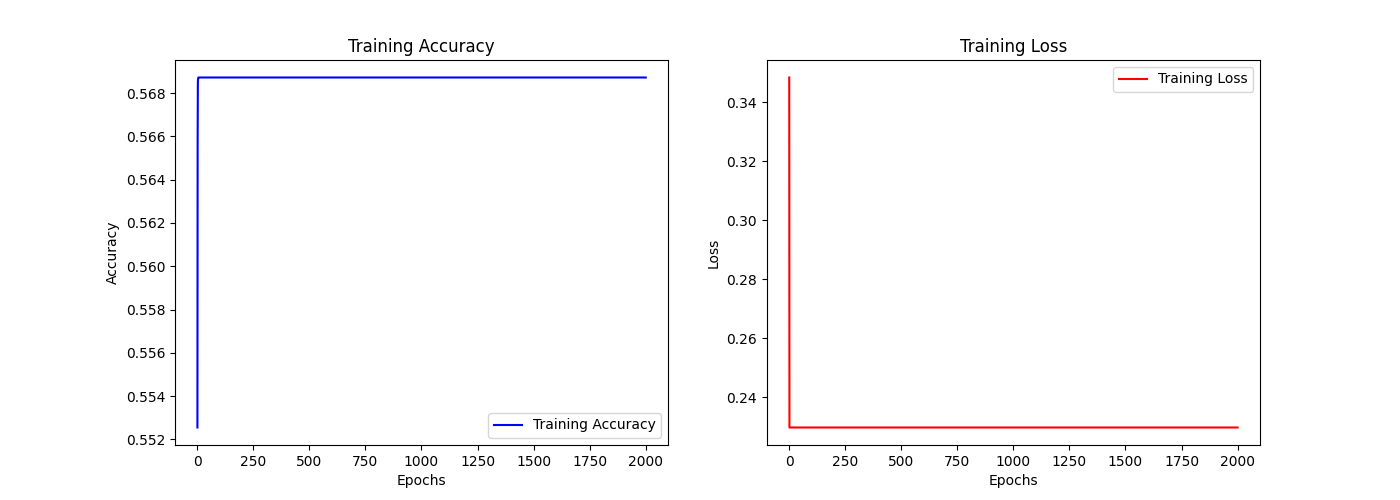 Training Accuracy
Accuracy
0.568
0.566
0.564
0.562
0.560
0.558
0.556
0.554
0.552
Training Accuracy
0 250 500 750 1000 1250 1500 1750 2000
Epochs
Training Loss
Loss
0.34
0.32
0.30
0.28
0.26
0.24
Training Loss
0 250 500 750 1000 1250 1500 1750 2000
Epochs